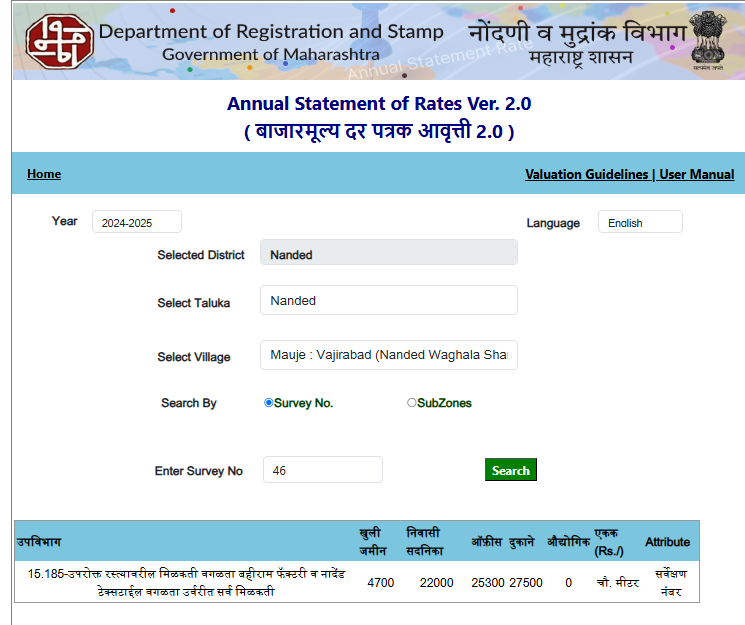 Department of Registration and Stamp
Government of Maharashtra
नोंदणी व मुद्रांक विभाग
महाराष्ट्र शासन
Annual Statement Rate
Annual Statement of Rates Ver. 2.0
( बाजारमूल्य दर पत्रक आवृत्ती 2.0 )
Home
Valuation Guidelines | User Manual
Year 2024-2025
Language English
Selected District Nanded
Select Taluka Nanded
Select Village Mauje : Vajirabad (Nanded Waghala Sha
Search By Survey No. SubZones
Enter Survey No 46 Search
उपविभाग खुली जमीन निवासी सदनिका ऑफ़ीस दुकाने औद्योगिक एकक (Rs./) Attribute
15.185-उपरोक्त रस्त्यावरील मिळकती वगळता बहीराम फॅक्टरी व नादेंड
टेक्सटाईल वगळता उर्वरीत सर्व मिळकती
4700 22000 25300 27500 0 चौ. मीटर सर्वेक्षण नंबर